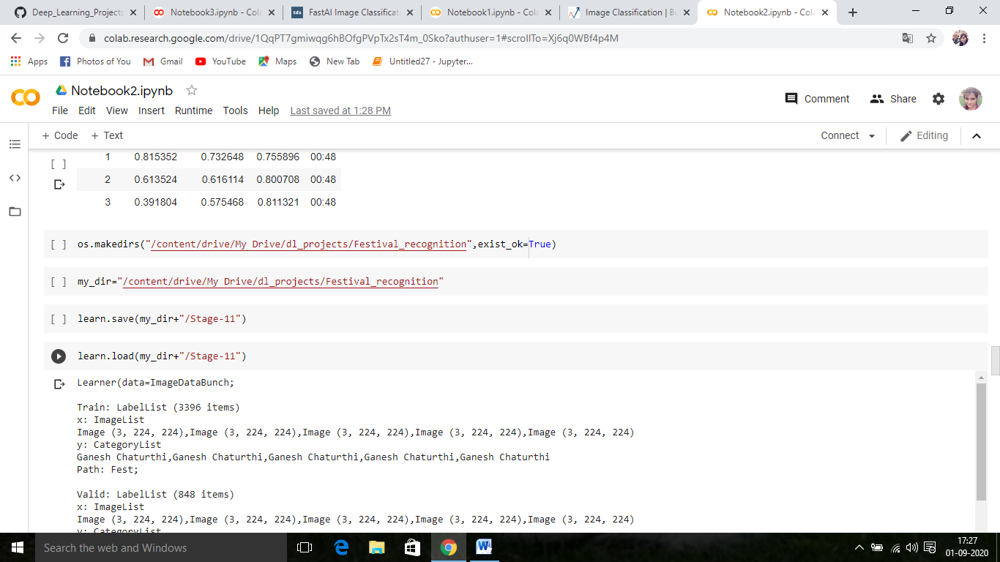 Deep_Learning_Projects
Notebook3.ipynb - Cola
FastAI Image Classificati
Notebook1.ipynb - Cola
Image Classification | Bu
Notebook2.ipynb - Cola
colab.research.google.com/drive/1QqPT7gmiwqg6hBOfgPVpTx2sT4m_0Sko?authuser=1#scrollTo=Xj6q0WBf4p4M
Apps Photos of You Gmail YouTube Maps New Tab Untitled27 - Jupyter...
Notebook2.ipynb
Comment Share
File Edit View Insert Runtime Tools Help Last saved at 1:28 PM
+ Code + Text Connect Editing
[ ] 1 0.815352 0.732648 0.755896 00:48
2 0.613524 0.616114 0.800708 00:48
3 0.391804 0.575468 0.811321 00:48
[ ] os.makedirs("/content/drive/My Drive/dl_projects/Festival_recognition",exist_ok=True)
[ ] my_dir="/content/drive/My Drive/dl_projects/Festival_recognition"
[ ] learn.save(my_dir+"/Stage-11")
learn.load(my_dir+"/Stage-11")
Learner(data=ImageDataBunch;
Train: LabelList (3396 items)
x: ImageList
Image (3, 224, 224),Image (3, 224, 224),Image (3, 224, 224),Image (3, 224, 224),Image (3, 224, 224)
y: CategoryList
Ganesh Chaturthi,Ganesh Chaturthi,Ganesh Chaturthi,Ganesh Chaturthi,Ganesh Chaturthi
Path: Fest;
Valid: LabelList (848 items)
x: ImageList
Image (3, 224, 224),Image (3, 224, 224),Image (3, 224, 224),Image (3, 224, 224),Image (3, 224, 224)
y: CategoryList
Search the web and Windows
17:27
01-09-2020